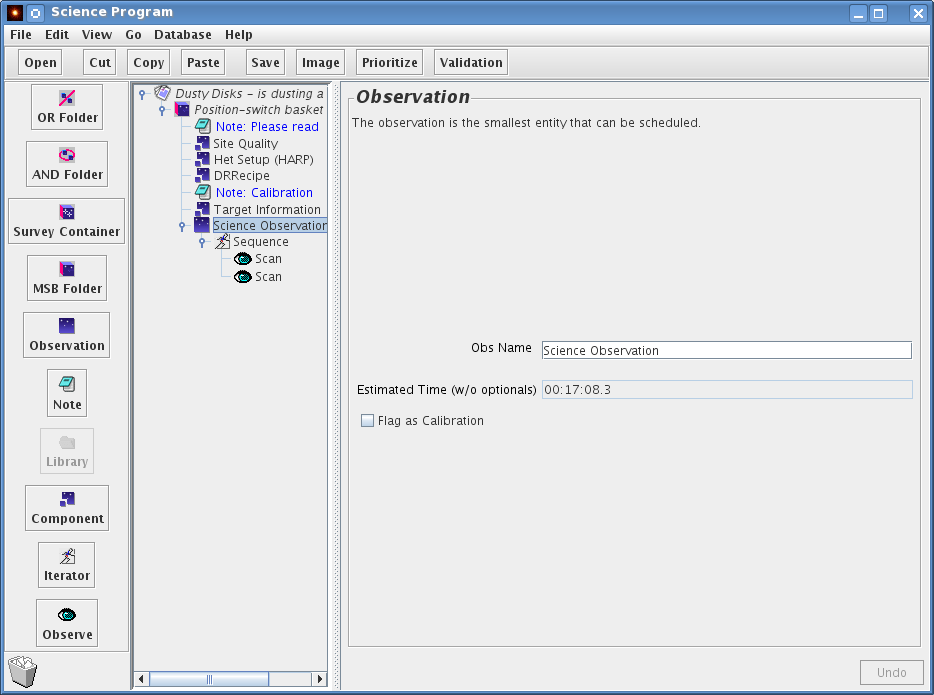 Science Program
File Edit View Go Database Help
Open Cut Copy Paste Save Image Prioritize Validation
OR Folder
AND Folder
Survey Container
MSB Folder
Observation
Note
Library
Component
Iterator
Observe
Dusty Disks - is dusting a
Position-switch basket
Note: Please read
Site Quality
Het Setup (HARP)
DRRecipe
Note: Calibration
Target Information
Science Observation
Sequence
Scan
Scan
Observation
The observation is the smallest entity that can be scheduled.
Obs Name Science Observation
Estimated Time (w/o optionals) 00:17:08.3
Flag as Calibration
Undo